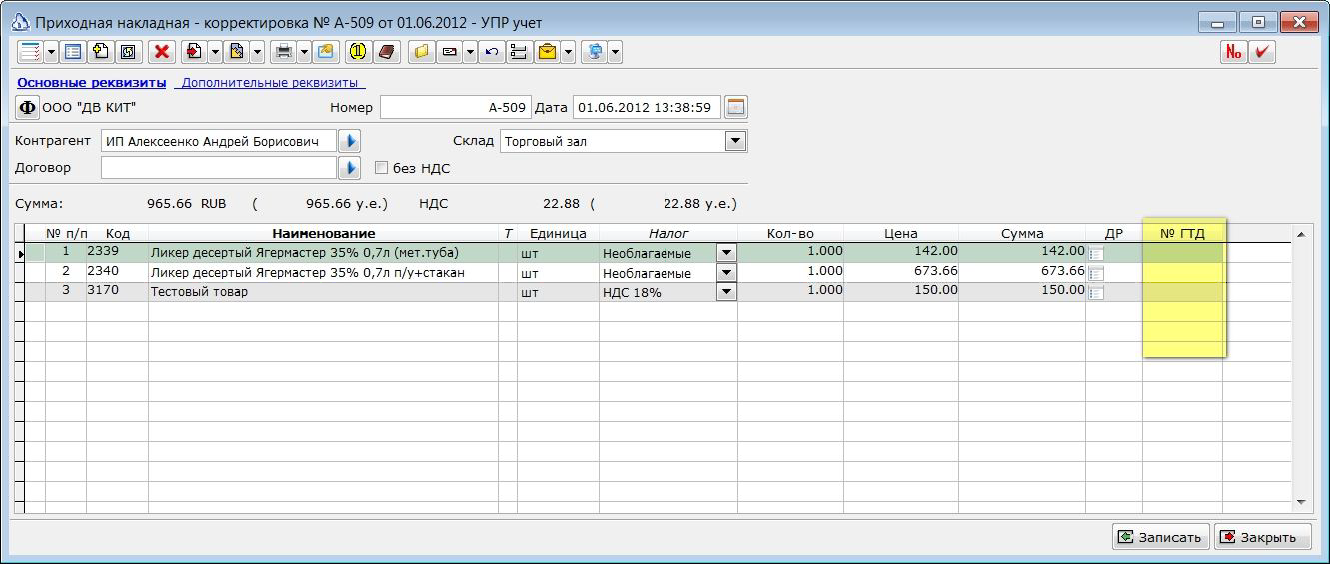 Приходная накладная - корректировка № А-509 от 01.06.2012 - УПР учет
№
Основные реквизиты Дополнительные реквизиты
Ф ООО "ДВ КИТ" Номер А-509 Дата 01.06.2012 13:38:59
Контрагент ИП Алексеенко Андрей Борисович Склад Торговый зал
Договор без НДС
Сумма: 965.66 RUB ( 965.66 у.е.) НДС 22.88 ( 22.88 у.е.)
№ п/п Код Наименование Т Единица Налог Кол-во Цена Сумма ДР № ГТД
1 2339 Ликер десертый Ягермастер 35% 0,7л (мет.туба) шт Необлагаемые 1.000 142.00 142.00
2 2340 Ликер десертый Ягермастер 35% 0,7л п/у+стакан шт Необлагаемые 1.000 673.66 673.66
3 3170 Тестовый товар шт НДС 18% 1.000 150.00 150.00
Записать Закрыть